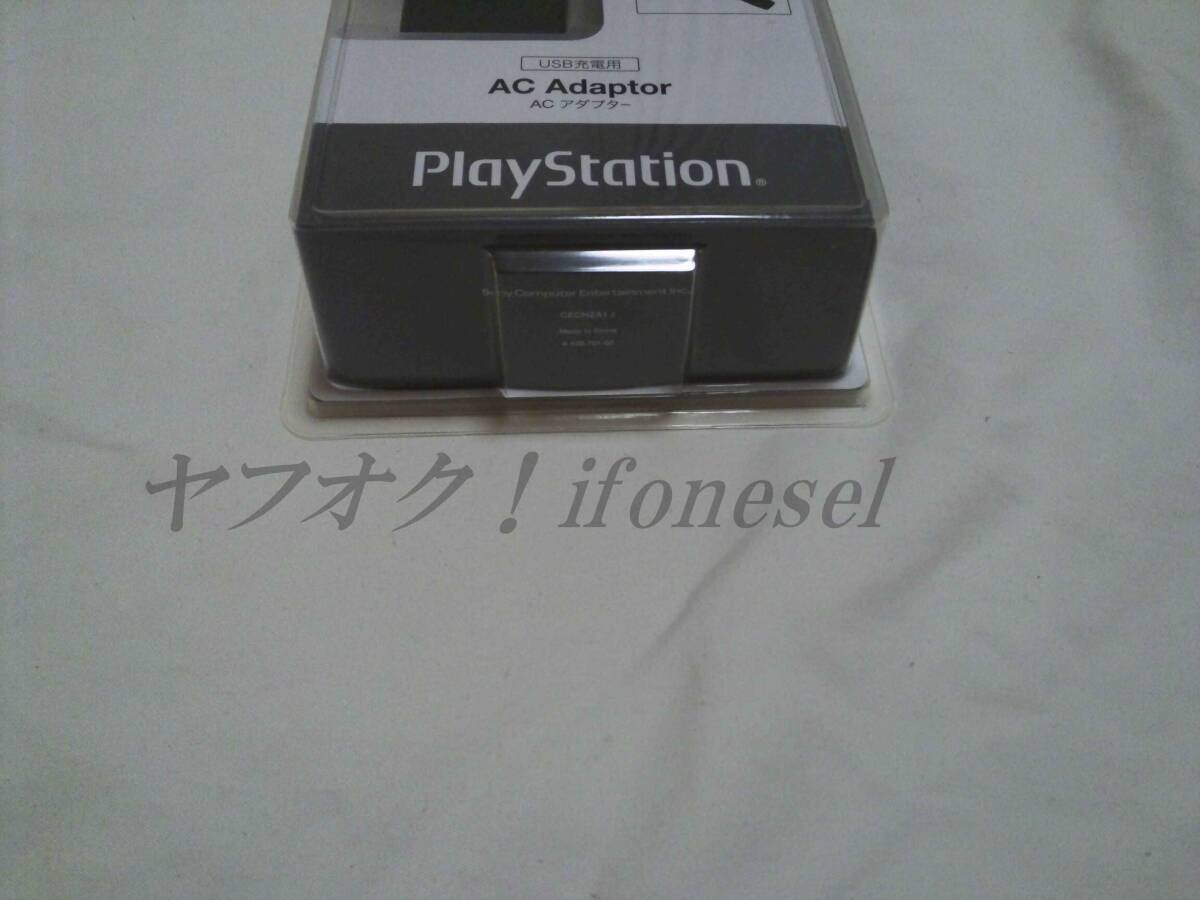 USB充電用
AC Adaptor
AC アダプター
PlayStation®
Sony Computer Entertainment Inc.
CECHZA1 J
Made in China
ヤフオク！ifonesel